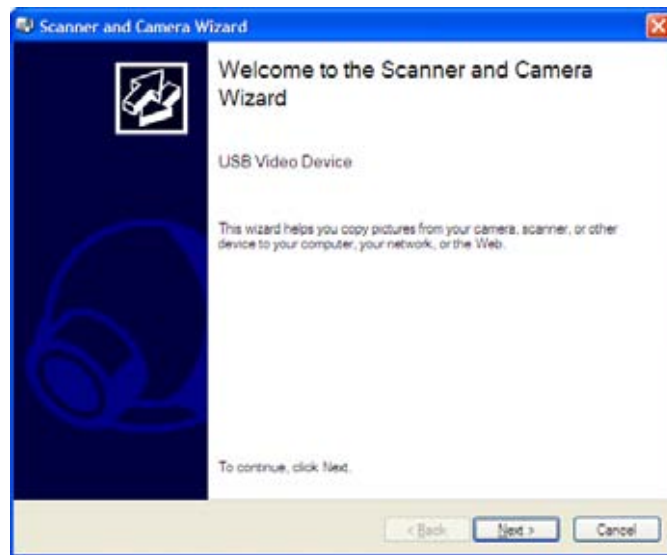 Scanner and Camera Wizard
Welcome to the Scanner and Camera
Wizard
USB Video Device
This wizard helps you copy pictures from your camera, scanner, or other
device to your computer, your network, or the Web.
To continue, click Next.
< Back
Next >
Cancel